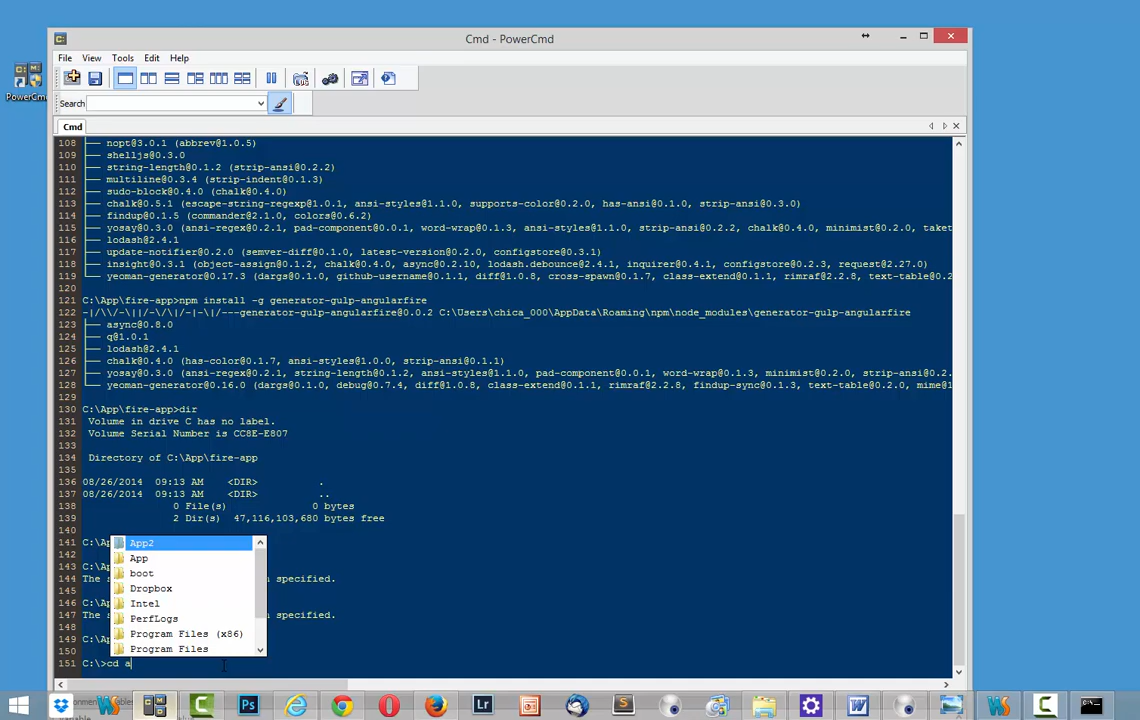 Cmd - PowerCmd
PowerCmd
File View Tools Edit Help
Search
Cmd
108 ├── nopt@3.0.1 (abbrev@1.0.5)
109 ├── shelljs@0.3.0
110 ├── string-length@0.1.2 (strip-ansi@0.2.2)
111 ├── multiline@0.3.4 (strip-indent@0.1.3)
112 ├── sudo-block@0.4.0 (chalk@0.4.0)
113 ├── chalk@0.5.1 (escape-string-regexp@1.0.1, ansi-styles@1.1.0, supports-color@0.2.0, has-ansi@0.1.0, strip-ansi@0.3.0)
114 ├── findup@0.1.5 (commander@2.1.0, colors@0.6.2)
115 ├── yosay@0.3.0 (ansi-regex@0.2.1, pad-component@0.0.1, word-wrap@0.1.3, ansi-styles@1.1.0, strip-ansi@0.2.2, chalk@0.4.0, minimist@0.2.0, taket
116 ├── lodash@2.4.1
117 ├── update-notifier@0.2.0 (semver-diff@0.1.0, latest-version@0.2.0, configstore@0.3.1)
118 ├── insight@0.3.1 (object-assign@0.1.2, chalk@0.4.0, async@0.2.10, lodash.debounce@2.4.1, inquirer@0.4.1, configstore@0.2.3, request@2.27.0)
119 └── yeoman-generator@0.17.3 (dargs@0.1.0, github-username@0.1.1, diff@1.0.8, cross-spawn@0.1.7, class-extend@0.1.1, rimraf@2.2.8, text-table@0.2
120
121 C:\App\fire-app>npm install -g generator-gulp-angularfire
122 -|/\\/-\||/-\/\|/-|-\|/---generator-gulp-angularfire@0.0.2 C:\Users\chica_000\AppData\Roaming\npm\node_modules\generator-gulp-angularfire
123 ├── async@0.8.0
124 ├── q@1.0.1
125 ├── lodash@2.4.1
126 ├── chalk@0.4.0 (has-color@0.1.7, ansi-styles@1.0.0, strip-ansi@0.1.1)
127 ├── yosay@0.3.0 (ansi-regex@0.2.1, string-length@0.1.2, ansi-styles@1.1.0, pad-component@0.0.1, word-wrap@0.1.3, minimist@0.2.0, strip-ansi@0.2.
128 └── yeoman-generator@0.16.0 (dargs@0.1.0, debug@0.7.4, diff@1.0.8, class-extend@0.1.1, rimraf@2.2.8, findup-sync@0.1.3, text-table@0.2.0, mime@1
129
130 C:\App\fire-app>dir
131 Volume in drive C has no label.
132 Volume Serial Number is CC8E-E807
133
134 Directory of C:\App\fire-app
135
136 08/26/2014 09:13 AM <DIR> .
137 08/26/2014 09:13 AM <DIR> ..
138 0 File(s) 0 bytes
139 2 Dir(s) 47,116,103,680 bytes free
140
141 C:\Ap
142
143 C:\Ap
144 The s specified.
145
146 C:\Ap
147 The s specified.
148
149 C:\Ap
150
151 C:\>cd a
App2
App
boot
Dropbox
Intel
PerfLogs
Program Files (x86)
Program Files